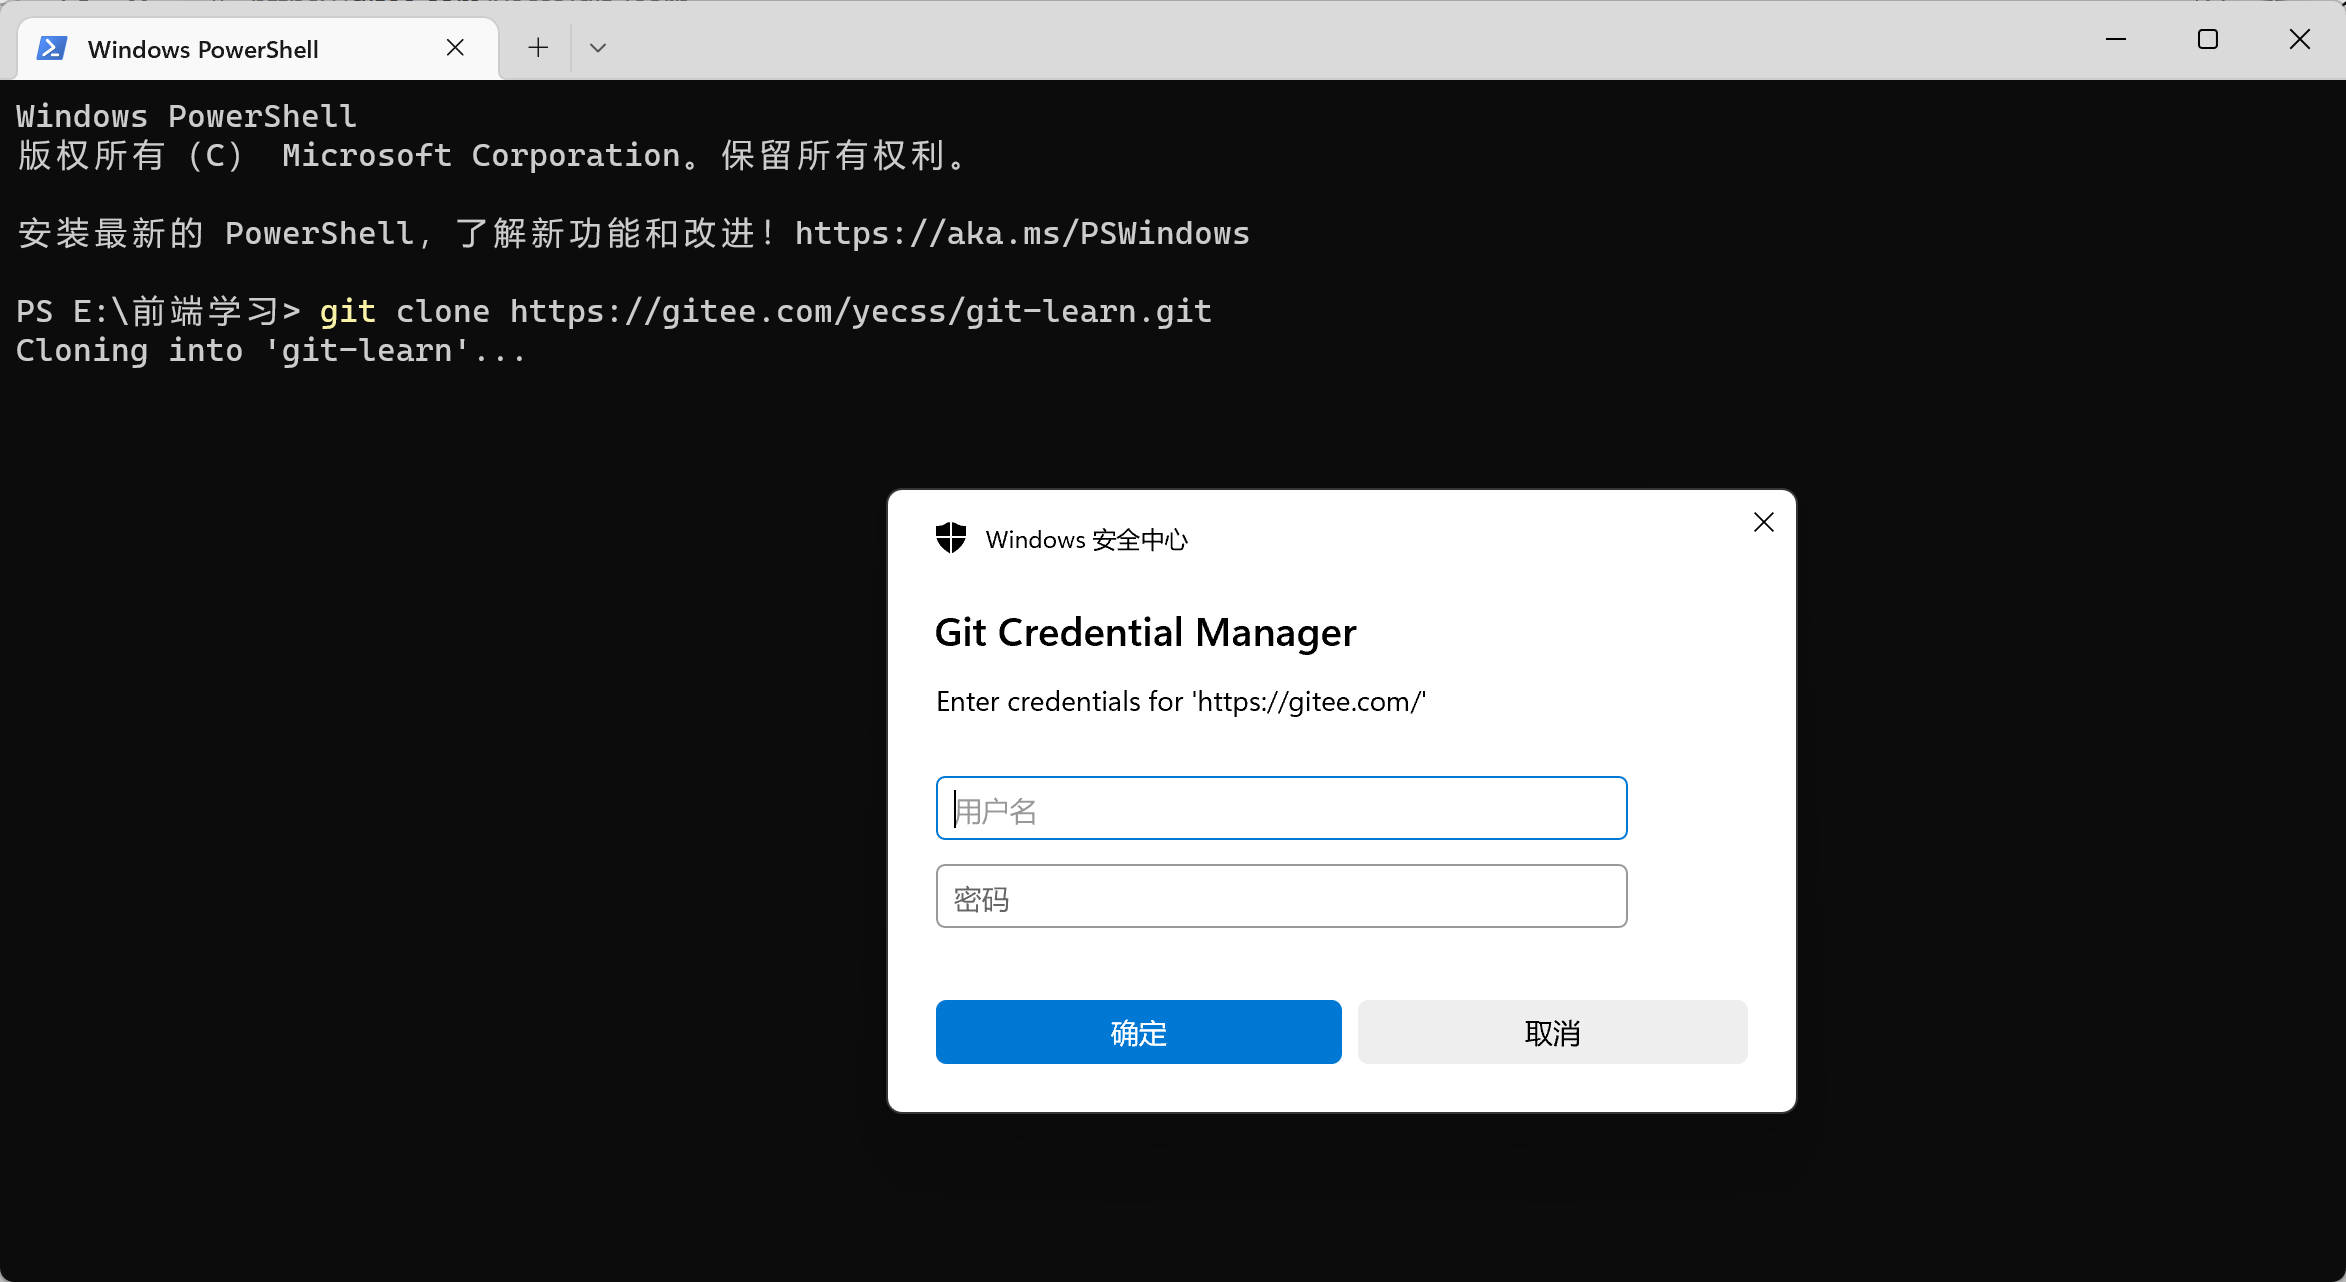 Windows PowerShell
Windows PowerShell
版权所有（C） Microsoft Corporation。保留所有权利。
安装最新的 PowerShell，了解新功能和改进！https://aka.ms/PSWindows
PS E:\前端学习> git clone https://gitee.com/yecss/git-learn.git
Cloning into 'git-learn'...
Windows 安全中心
Git Credential Manager
Enter credentials for 'https://gitee.com/'
用户名
密码
确定
取消